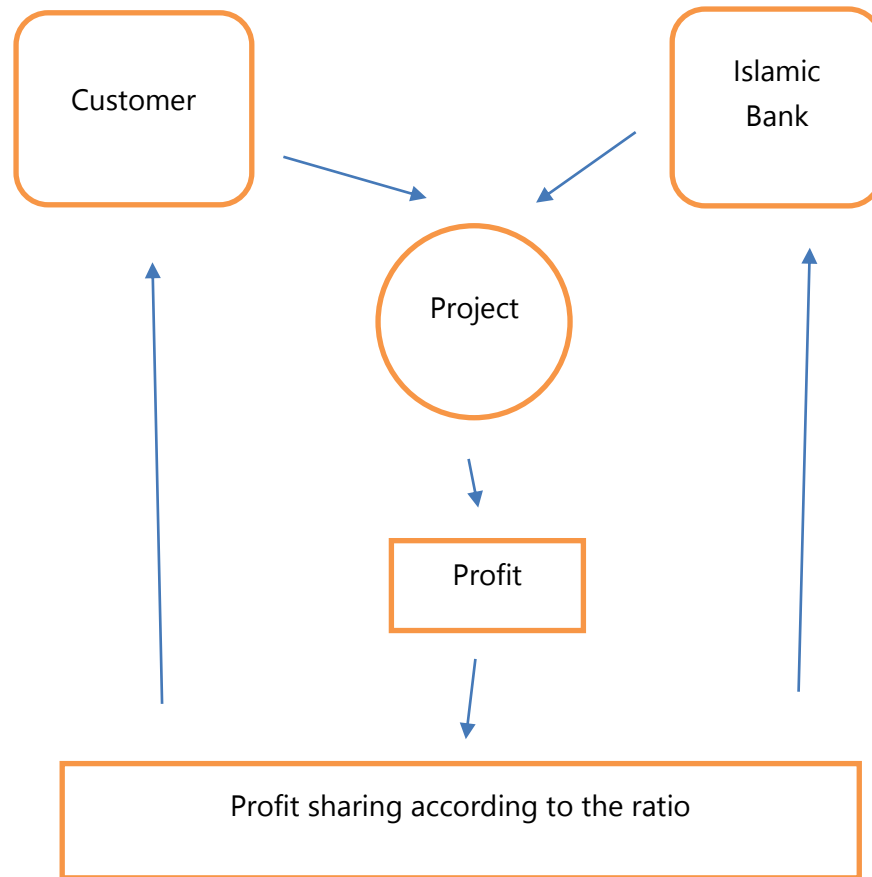 Customer
Islamic
Bank
Project
Profit
Profit sharing according to the ratio